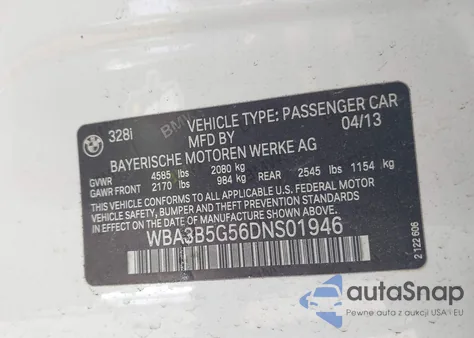 BMW 328i VEHICLE TYPE: PASSENGER CAR
MFD BY 04/13
BAYERISCHE MOTOREN WERKE AG
GVWR 4585 lbs 2080 kg
GAWR FRONT 2170 lbs 984 kg REAR 2545 lbs 1154 kg
THIS VEHICLE CONFORMS TO ALL APPLICABLE U.S. FEDERAL MOTOR
VEHICLE SAFETY, BUMPER, AND THEFT PREVENTION STANDARDS
IN EFFECT ON THE DATE OF MANUFACTURE SHOWN ABOVE.
WBA3B5G56DNS01946
2 122 606
autoSnap
Pewne auto z aukcji USA i EU